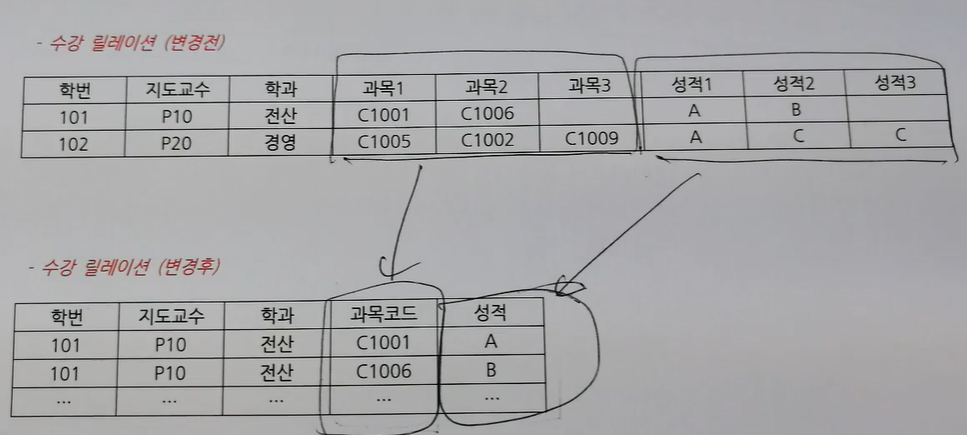 - 수강 릴레이션 (변경전)
학번 지도교수 학과 과목1 과목2 과목3 성적1 성적2 성적3
101 P10 전산 C1001 C1006 A B
102 P20 경영 C1005 C1002 C1009 A C C
- 수강 릴레이션 (변경후)
학번 지도교수 학과 과목코드 성적
101 P10 전산 C1001 A
101 P10 전산 C1006 B
... ... ... ... ...